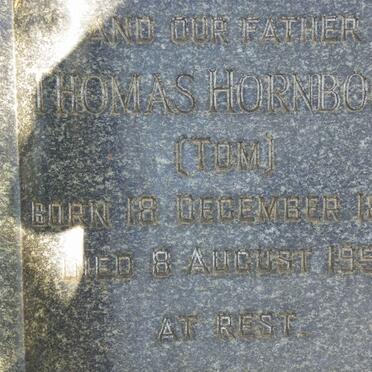 AND OUR FATHER
THOMAS HORNBO
(TOM)
BORN 18 DECEMBER 18
DIED 8 AUGUST 195
AT REST.